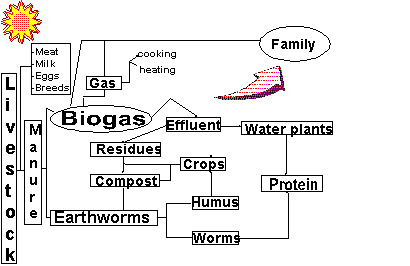 Family
Meat
Milk
Eggs
Breeds
cooking
heating
Gas
Livestock
Manure
Biogas
Effluent
Water plants
Residues
Crops
Compost
Protein
Humus
Earthworms
Worms